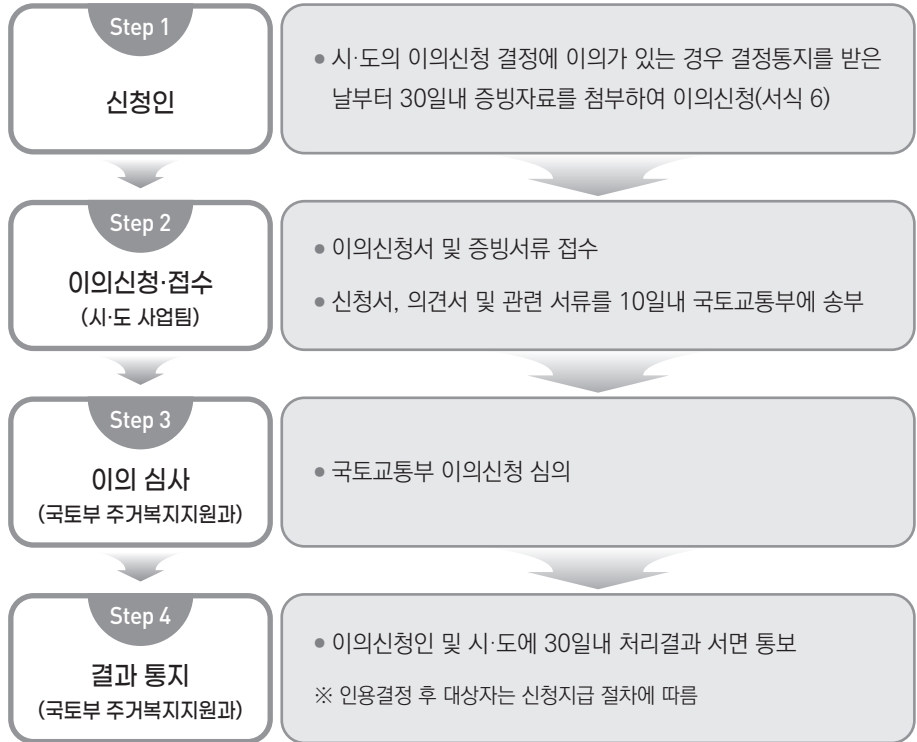 Step 1
신청인
● 시·도의 이의신청 결정에 이의가 있는 경우 결정통지를 받은
날부터 30일내 증빙자료를 첨부하여 이의신청(서식 6)
Step 2
이의신청·접수
(시·도 사업팀)
● 이의신청서 및 증빙서류 접수
● 신청서, 의견서 및 관련 서류를 10일내 국토교통부에 송부
Step 3
이의 심사
(국토부 주거복지지원과)
● 국토교통부 이의신청 심의
Step 4
결과 통지
(국토부 주거복지지원과)
● 이의신청인 및 시·도에 30일내 처리결과 서면 통보
※ 인용결정 후 대상자는 신청지급 절차에 따름